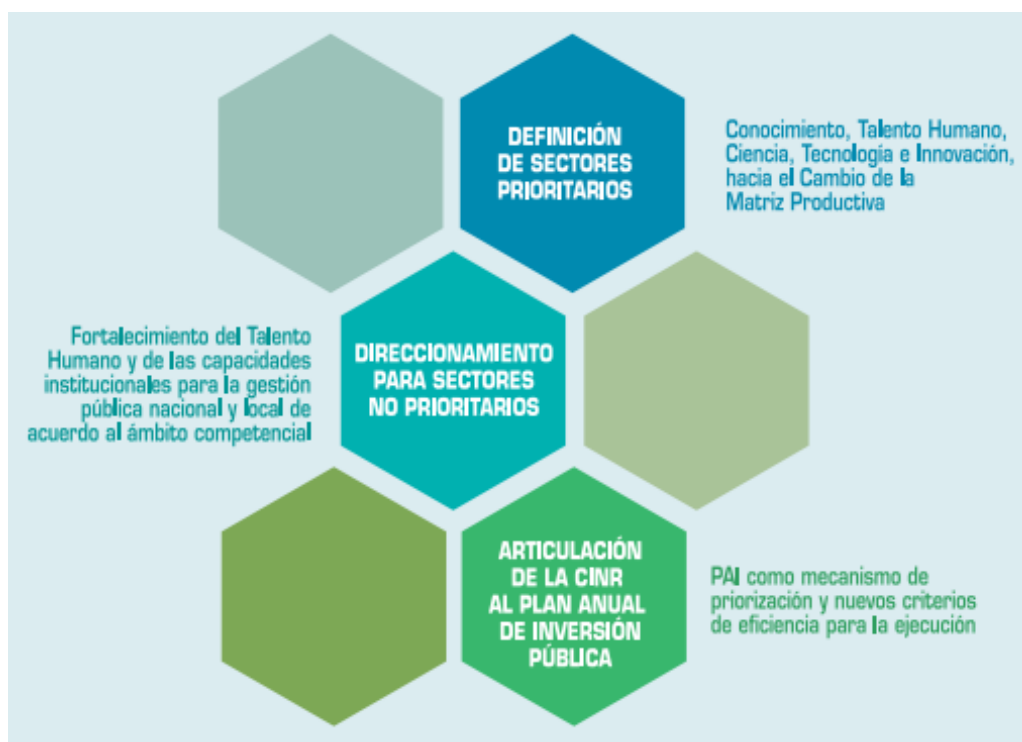 DEFINICIÓN
DE SECTORES
PRIORITARIOS
Conocimiento, Talento Humano,
Ciencia, Tecnología e Innovación,
hacia el Cambio de la
Matriz Productiva
Fortalecimiento del Talento
Humano y de las capacidades
institucionales para la gestión
pública nacional y local de
acuerdo al ámbito competencial
DIRECCIONAMIENTO
PARA SECTORES
NO PRIORITARIOS
ARTICULACIÓN
DE LA CINR
AL PLAN ANUAL
DE INVERSIÓN
PÚBLICA
PAI como mecanismo de
priorización y nuevos criterios
de eficiencia para la ejecución